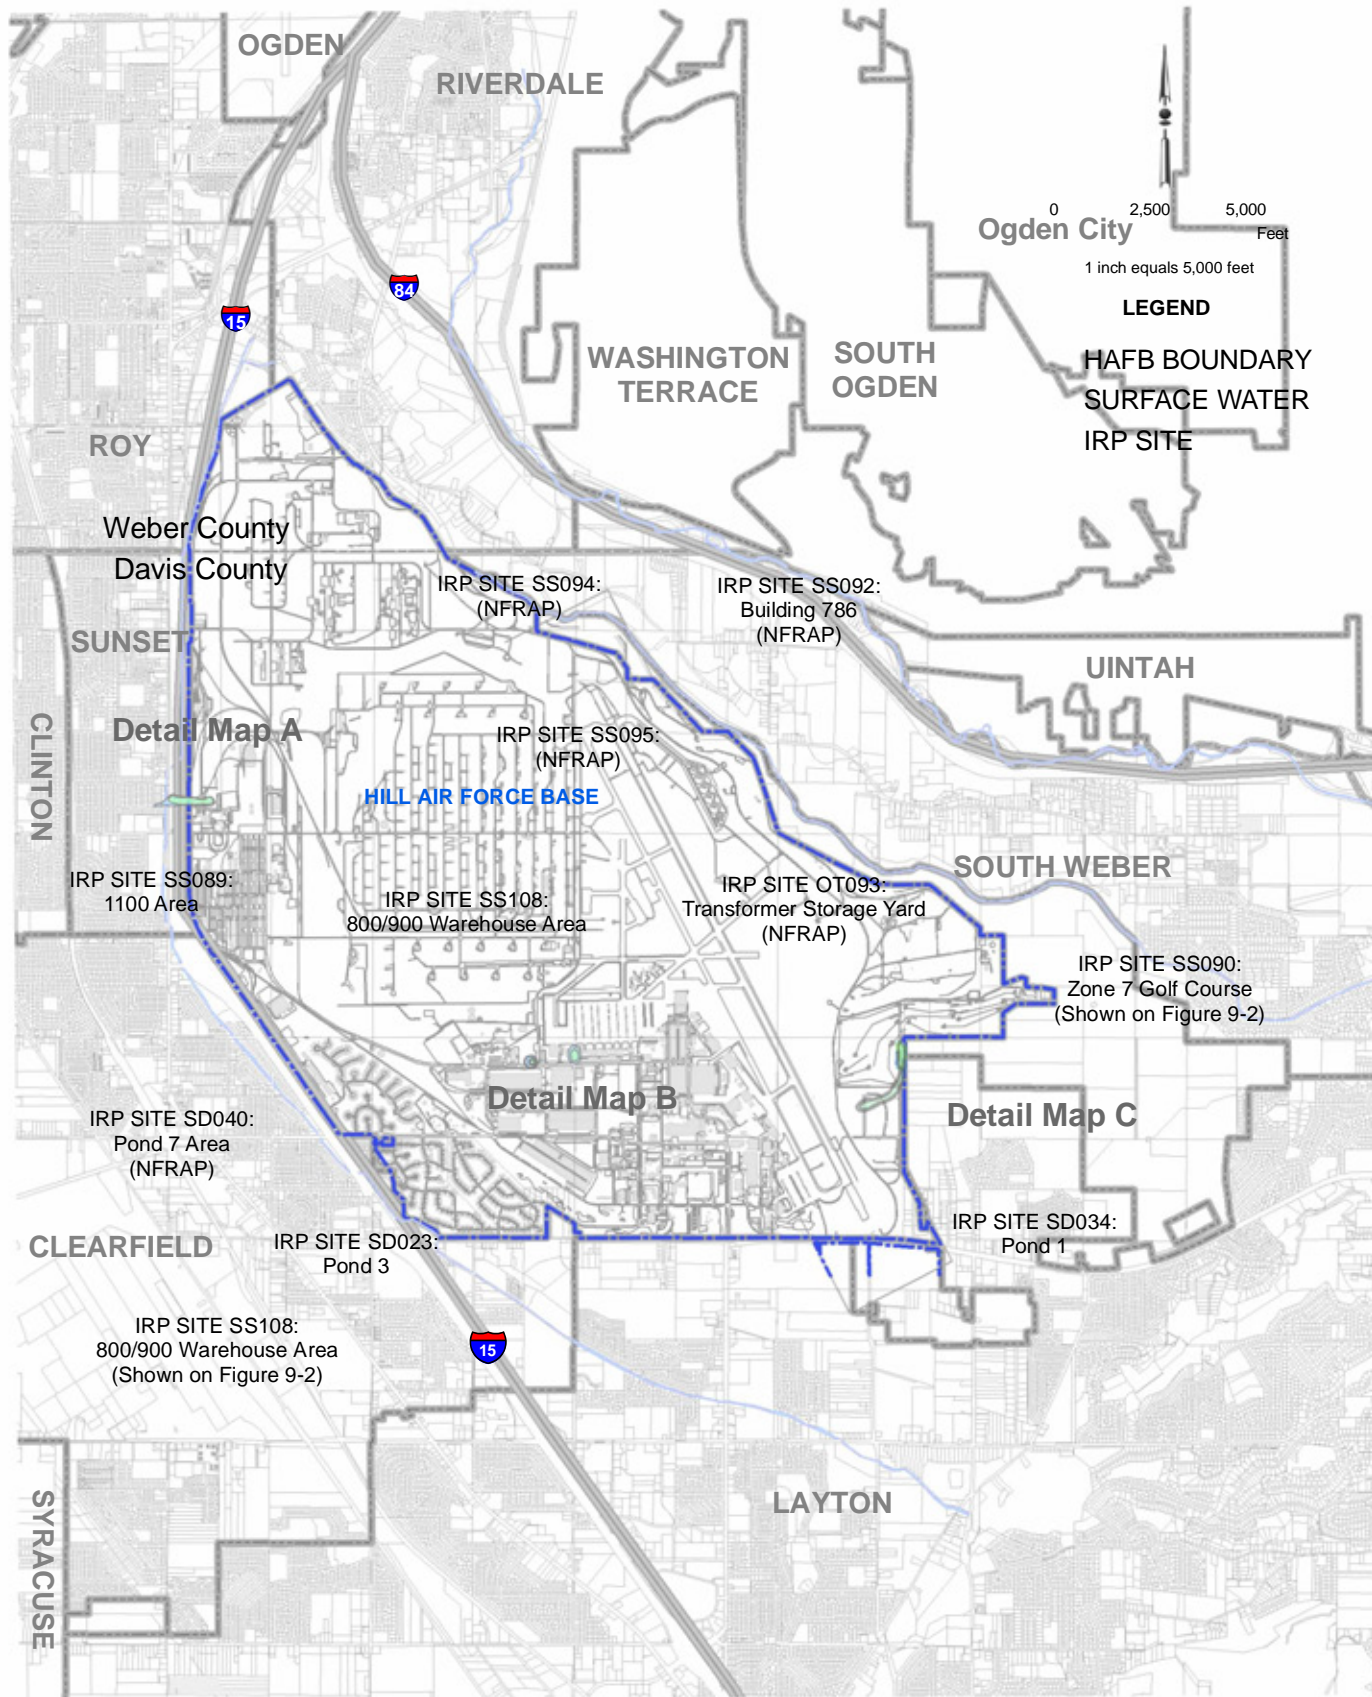 OGDEN
RIVERDALE
0 2,500 5,000
Ogden City
Feet
1 inch equals 5,000 feet
84
LEGEND
15
HAFB BOUNDARY
SURFACE WATER
IRP SITE
WASHINGTON
TERRACE
SOUTH
OGDEN
ROY
Weber County
Davis County
IRP SITE SS094:
(NFRAP)
IRP SITE SS092:
Building 786
(NFRAP)
SUNSET
UINTAH
CLINTON
Detail Map A
IRP SITE SS095:
(NFRAP)
HILL AIR FORCE BASE
SOUTH WEBER
IRP SITE SS089:
1100 Area
IRP SITE SS108:
800/900 Warehouse Area
IRP SITE OT093:
Transformer Storage Yard
(NFRAP)
IRP SITE SS090:
Zone 7 Golf Course
(Shown on Figure 9-2)
Detail Map B
Detail Map C
IRP SITE SD040:
Pond 7 Area
(NFRAP)
IRP SITE SD034:
Pond 1
CLEARFIELD
IRP SITE SD023:
Pond 3
IRP SITE SS108:
800/900 Warehouse Area
(Shown on Figure 9-2)
15
SYRACUSE
LAYTON